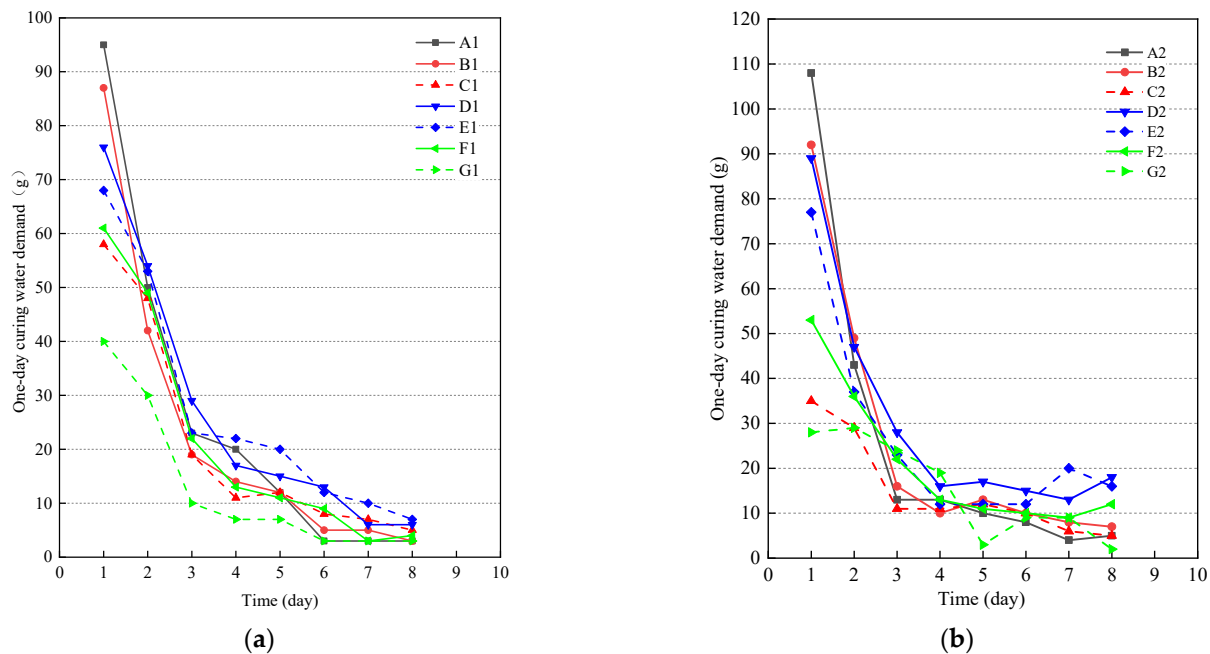 100
90
80
70
60
50
40
30
20
10
0
One-day curing water demand（g）
A1
B1
C1
D1
E1
F1
G1
0 1 2 3 4 5 6 7 8 9 10
Time (day)
(a)
120
110
100
90
80
70
60
50
40
30
20
10
0
One-day curing water demand (g)
A2
B2
C2
D2
E2
F2
G2
0 1 2 3 4 5 6 7 8 9 10
Time (day)
(b)